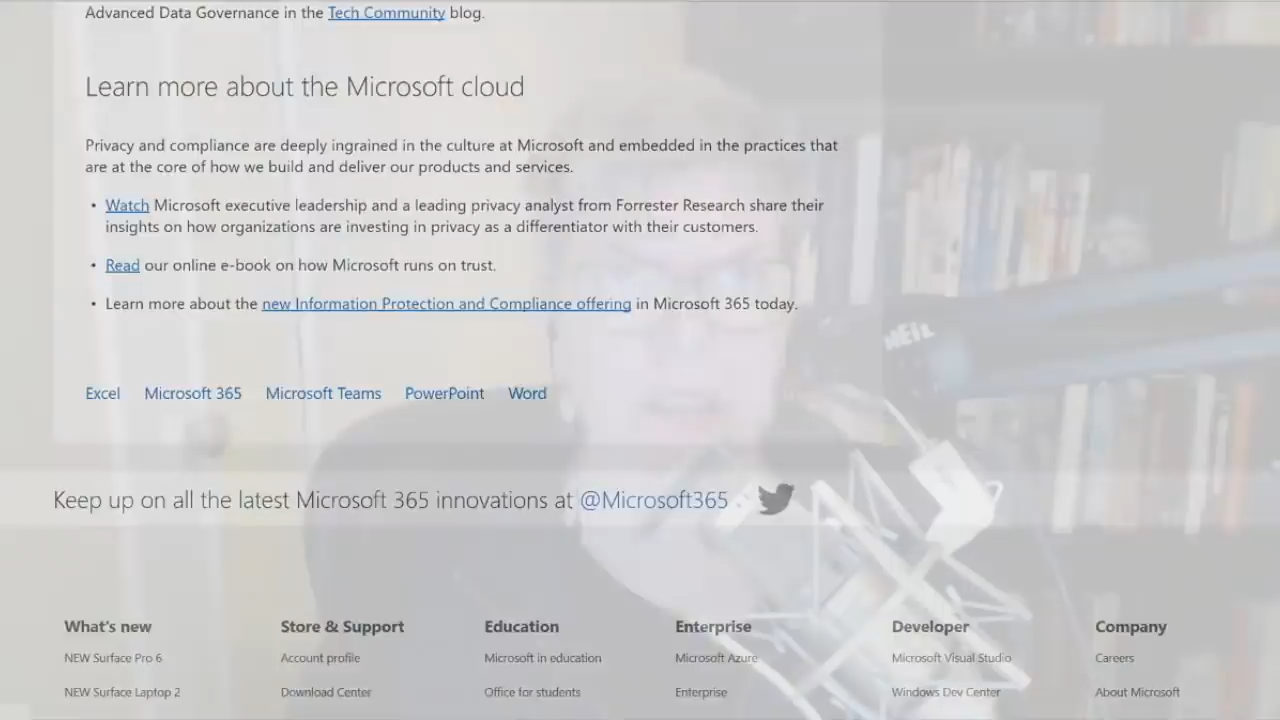 Advanced Data Governance in the Tech Community blog.
Learn more about the Microsoft cloud
Privacy and compliance are deeply ingrained in the culture at Microsoft and embedded in the practices that
are at the core of how we build and deliver our products and services.
• Watch Microsoft executive leadership and a leading privacy analyst from Forrester Research share their
insights on how organizations are investing in privacy as a differentiator with their customers.
• Read our online e-book on how Microsoft runs on trust.
• Learn more about the new Information Protection and Compliance offering in Microsoft 365 today.
HEIL
Excel Microsoft 365 Microsoft Teams PowerPoint Word
Keep up on all the latest Microsoft 365 innovations at @Microsoft365
What's new Store & Support Education Enterprise Developer Company
NEW Surface Pro 6 Account profile Microsoft in education Microsoft Azure Microsoft Visual Studio Careers
NEW Surface Laptop 2 Download Center Office for students Enterprise Windows Dev Center About Microsoft